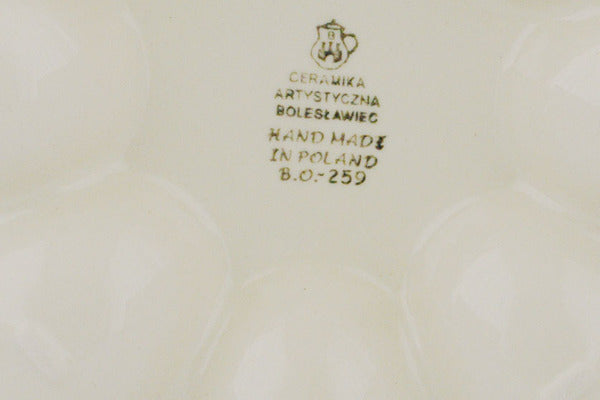 B
CERAMIKA
ARTYSTYCZNA
BOLESŁAWIEC
HAND MADE
IN POLAND
B.O.-259